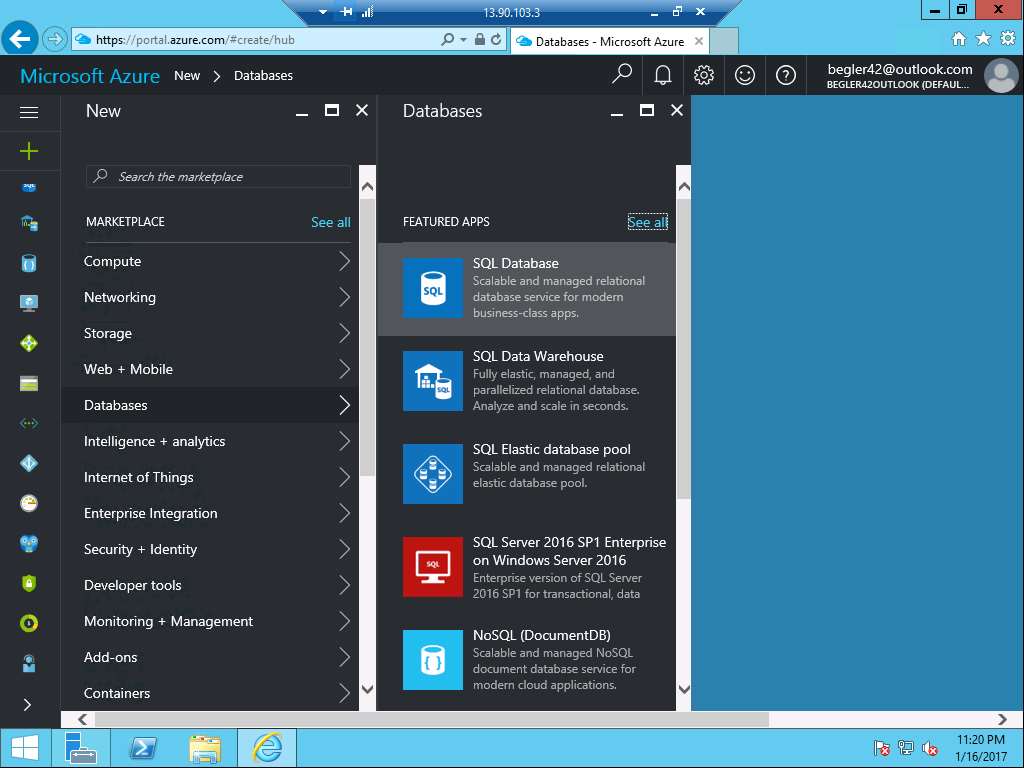 13.90.103.3
https://portal.azure.com/#create/hub
Databases - Microsoft Azure
Microsoft Azure New Databases
begler42@outlook.com
BEGLER42OUTLOOK (DEFAUL...
New
Search the marketplace
MARKETPLACE See all
Compute
Networking
Storage
Web + Mobile
Databases
Intelligence + analytics
Internet of Things
Enterprise Integration
Security + Identity
Developer tools
Monitoring + Management
Add-ons
Containers
Databases
FEATURED APPS See all
SQL
SQL Database
Scalable and managed relational
database service for modern
business-class apps.
SQL
SQL Data Warehouse
Fully elastic, managed, and
parallelized relational database.
Analyze and scale in seconds.
SQL Elastic database pool
Scalable and managed relational
elastic database pool.
SQL
SQL Server 2016 SP1 Enterprise
on Windows Server 2016
Enterprise version of SQL Server
2016 SP1 for transactional, data
NoSQL (DocumentDB)
Scalable and managed NoSQL
document database service for
modern cloud applications.
11:20 PM
1/16/2017